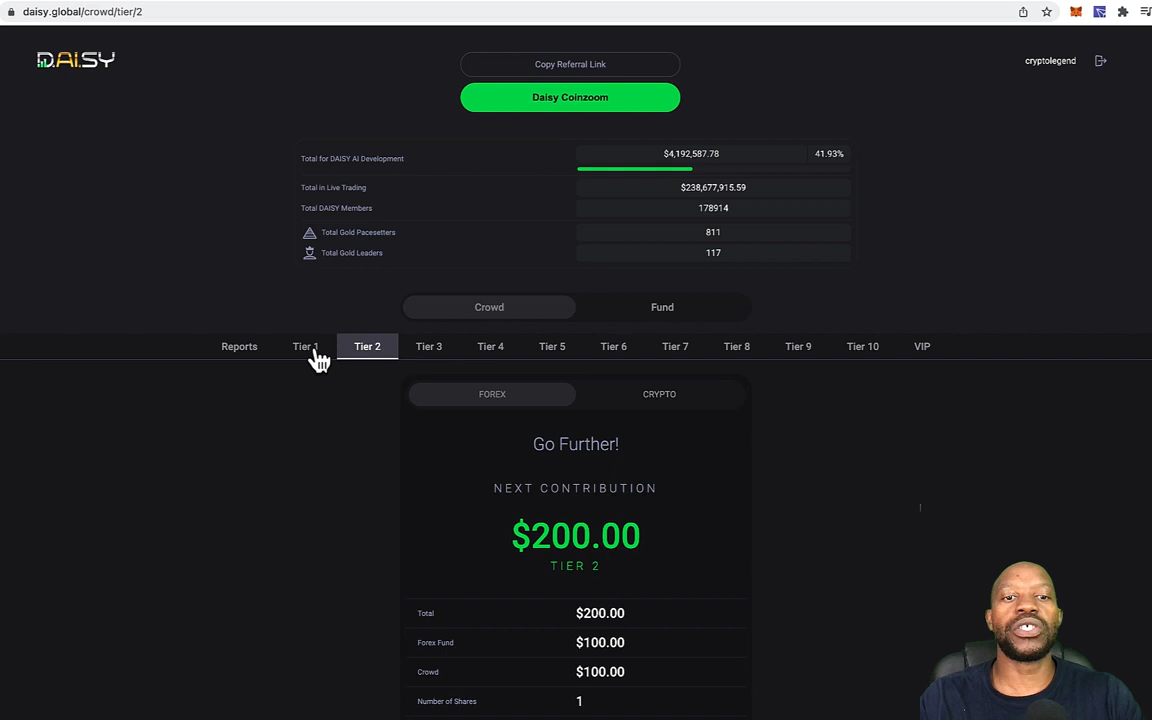 daisy.global/crowd/tier/2
DAiSY
Copy Referral Link
cryptolegend
Daisy Coinzoom
Total for DAISY AI Development $4,192,587.78 41.93%
Total in Live Trading $238,677,915.59
Total DAISY Members 178914
Total Gold Pacesetters 811
Total Gold Leaders 117
Crowd Fund
Reports Tier 1 Tier 2 Tier 3 Tier 4 Tier 5 Tier 6 Tier 7 Tier 8 Tier 9 Tier 10 VIP
FOREX CRYPTO
Go Further!
NEXT CONTRIBUTION
$200.00
TIER 2
Total $200.00
Forex Fund $100.00
Crowd $100.00
Number of Shares 1